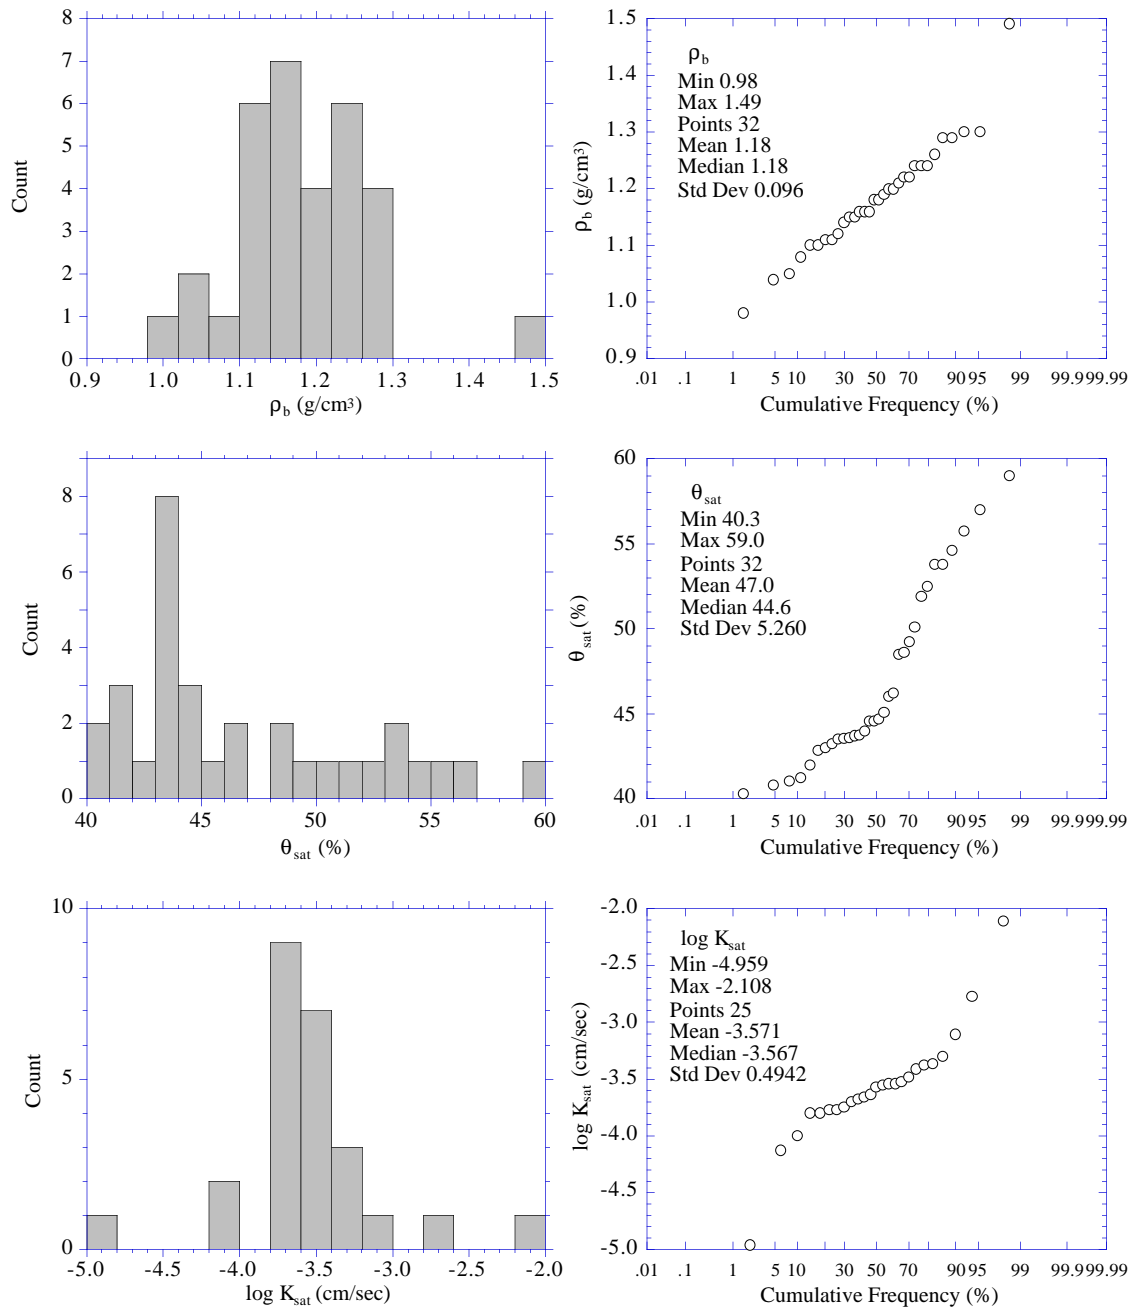 8
7
6
5
4
3
2
1
0
Count
0.9 1.0 1.1 1.2 1.3 1.4 1.5
ρb (g/cm3)
1.5
1.4
1.3
1.2
1.1
1.0
0.9
ρb (g/cm3)
ρb
Min 0.98
Max 1.49
Points 32
Mean 1.18
Median 1.18
Std Dev 0.096
.01 .1 1 5 10 30 50 70 90 95 99 99.999.99
Cumulative Frequency (%)
8
6
4
2
0
Count
40 45 50 55 60
θsat (%)
60
55
50
45
40
θsat (%)
θsat
Min 40.3
Max 59.0
Points 32
Mean 47.0
Median 44.6
Std Dev 5.260
.01 .1 1 5 10 30 50 70 90 95 99 99.999.99
Cumulative Frequency (%)
10
5
0
Count
-5.0 -4.5 -4.0 -3.5 -3.0 -2.5 -2.0
log Ksat (cm/sec)
-2.0
-2.5
-3.0
-3.5
-4.0
-4.5
-5.0
log Ksat (cm/sec)
log Ksat
Min -4.959
Max -2.108
Points 25
Mean -3.571
Median -3.567
Std Dev 0.4942
.01 .1 1 5 10 30 50 70 90 95 99 99.999.99
Cumulative Frequency (%)